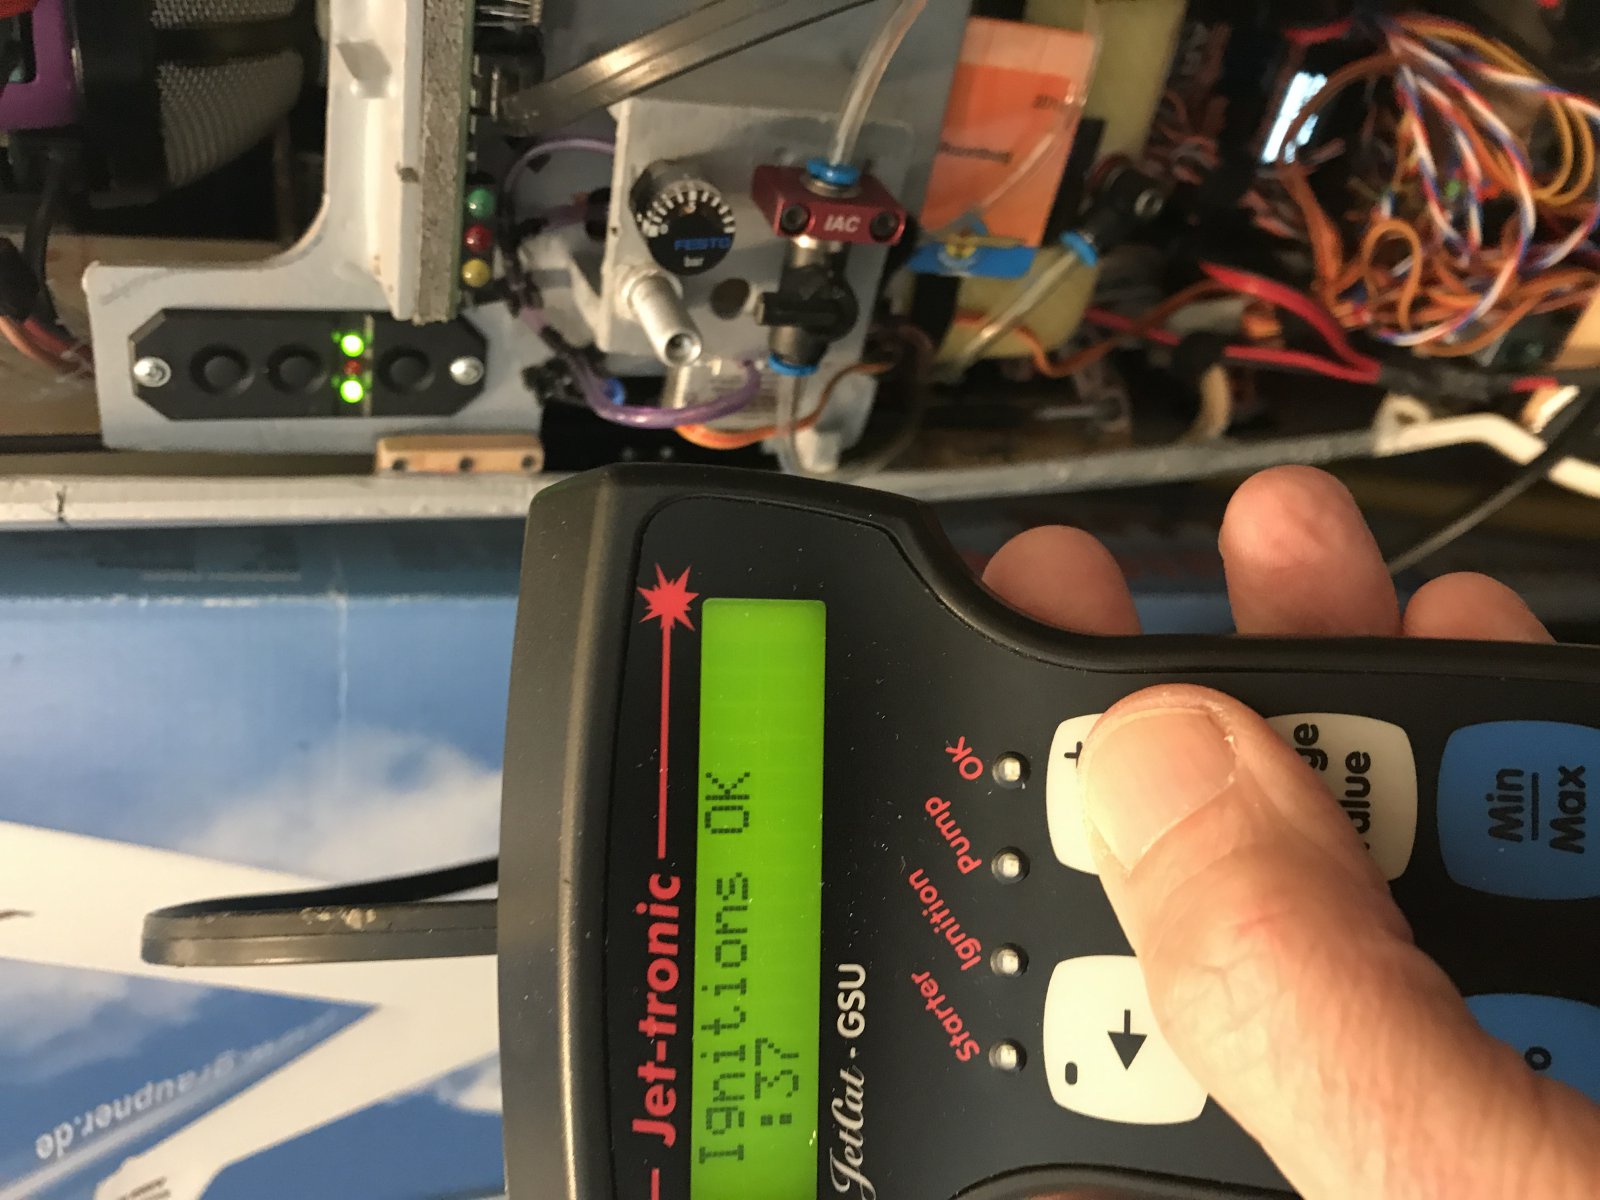 FESTO
bar
IAC
Jet-tronic
Ignitions OK
:37
JetCat - GSU
OK
Pump
Ignition
Starter
+
Min
Max
graupner.de